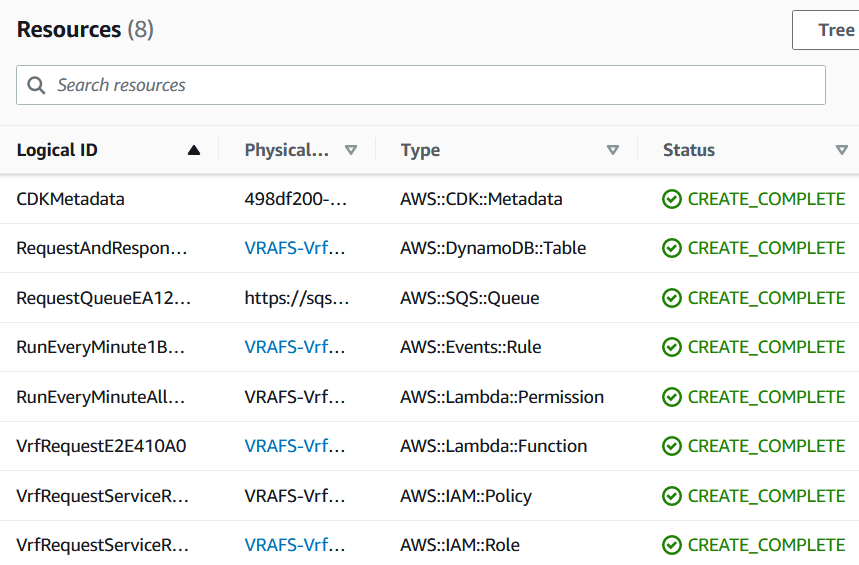 Resources (8)
Tree
Search resources
Logical ID Physical... Type Status
CDKMetadata 498df200-... AWS::CDK::Metadata CREATE_COMPLETE
RequestAndRespon... VRAFS-Vrf... AWS::DynamoDB::Table CREATE_COMPLETE
RequestQueueEA12... https://sqs... AWS::SQS::Queue CREATE_COMPLETE
RunEveryMinute1B... VRAFS-Vrf... AWS::Events::Rule CREATE_COMPLETE
RunEveryMinuteAll... VRAFS-Vrf... AWS::Lambda::Permission CREATE_COMPLETE
VrfRequestE2E410A0 VRAFS-Vrf... AWS::Lambda::Function CREATE_COMPLETE
VrfRequestServiceR... VRAFS-Vrf... AWS::IAM::Policy CREATE_COMPLETE
VrfRequestServiceR... VRAFS-Vrf... AWS::IAM::Role CREATE_COMPLETE